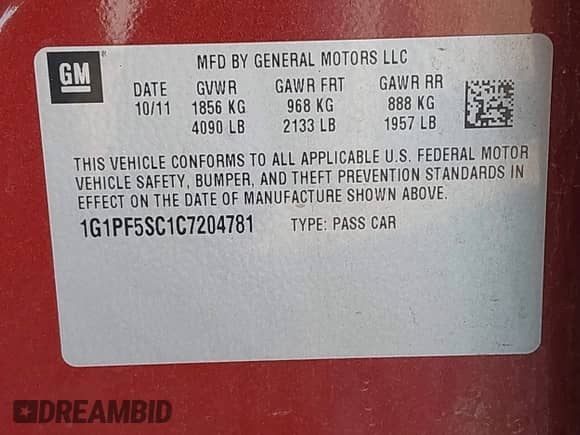 GM
MFD BY GENERAL MOTORS LLC
DATE GVWR GAWR FRT GAWR RR
10/11 1856 KG 968 KG 888 KG
4090 LB 2133 LB 1957 LB
THIS VEHICLE CONFORMS TO ALL APPLICABLE U.S. FEDERAL MOTOR
VEHICLE SAFETY, BUMPER, AND THEFT PREVENTION STANDARDS IN
EFFECT ON THE DATE OF MANUFACTURE SHOWN ABOVE.
1G1PF5SC1C7204781 TYPE: PASS CAR
DREAMBID